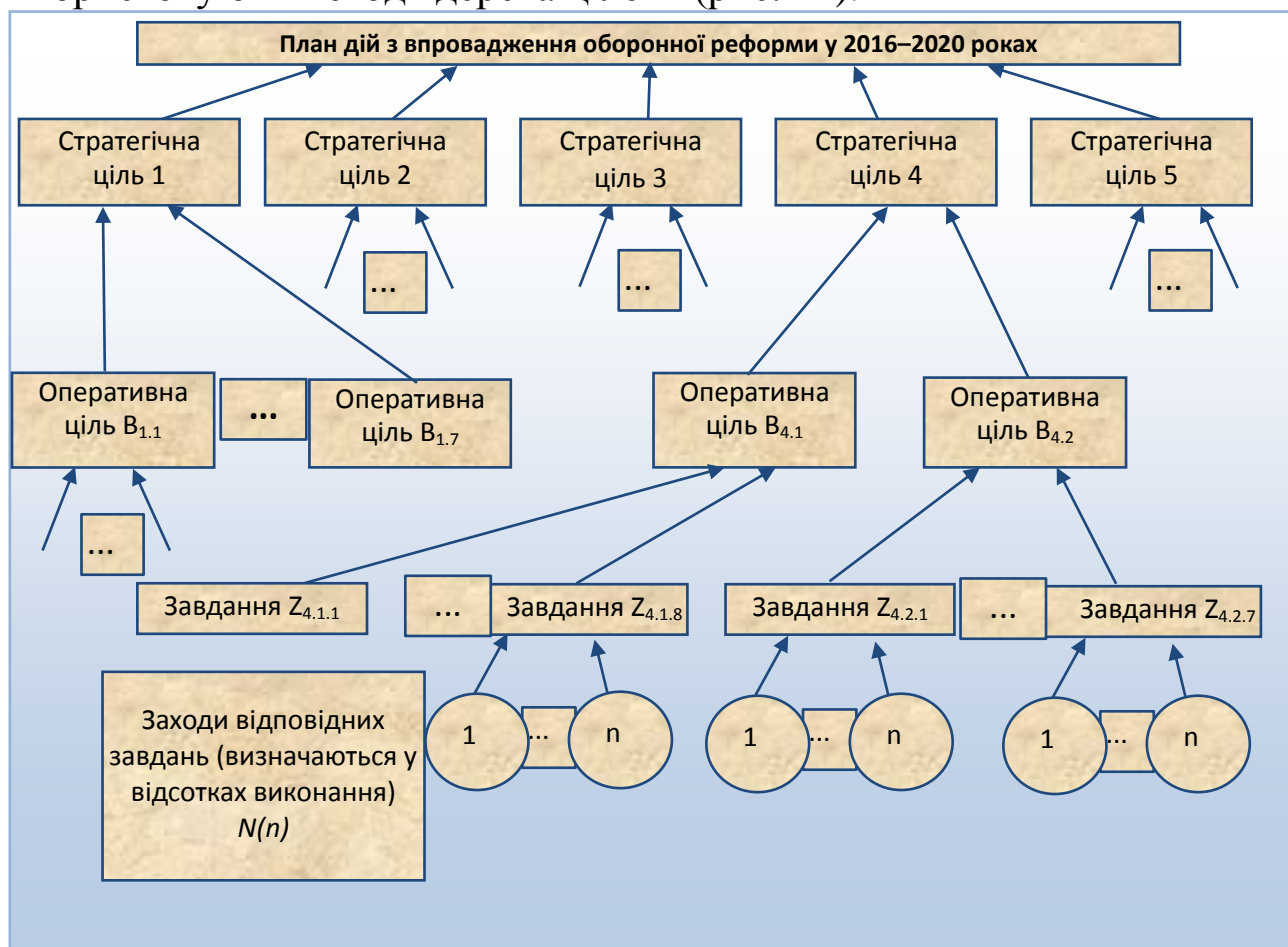 План дій з впровадження оборонної реформи у 2016–2020 роках
Стратегічна
ціль 1
Стратегічна
ціль 2
Стратегічна
ціль 3
Стратегічна
ціль 4
Стратегічна
ціль 5
...
...
...
Оперативна
ціль B1.1
...
Оперативна
ціль B1.7
Оперативна
ціль B4.1
Оперативна
ціль B4.2
...
Завдання Z4.1.1
...
Завдання Z4.1.8
Завдання Z4.2.1
...
Завдання Z4.2.7
Заходи відповідних
завдань (визначаються у
відсотках виконання)
N(n)
1
...
n
1
...
n
1
...
n